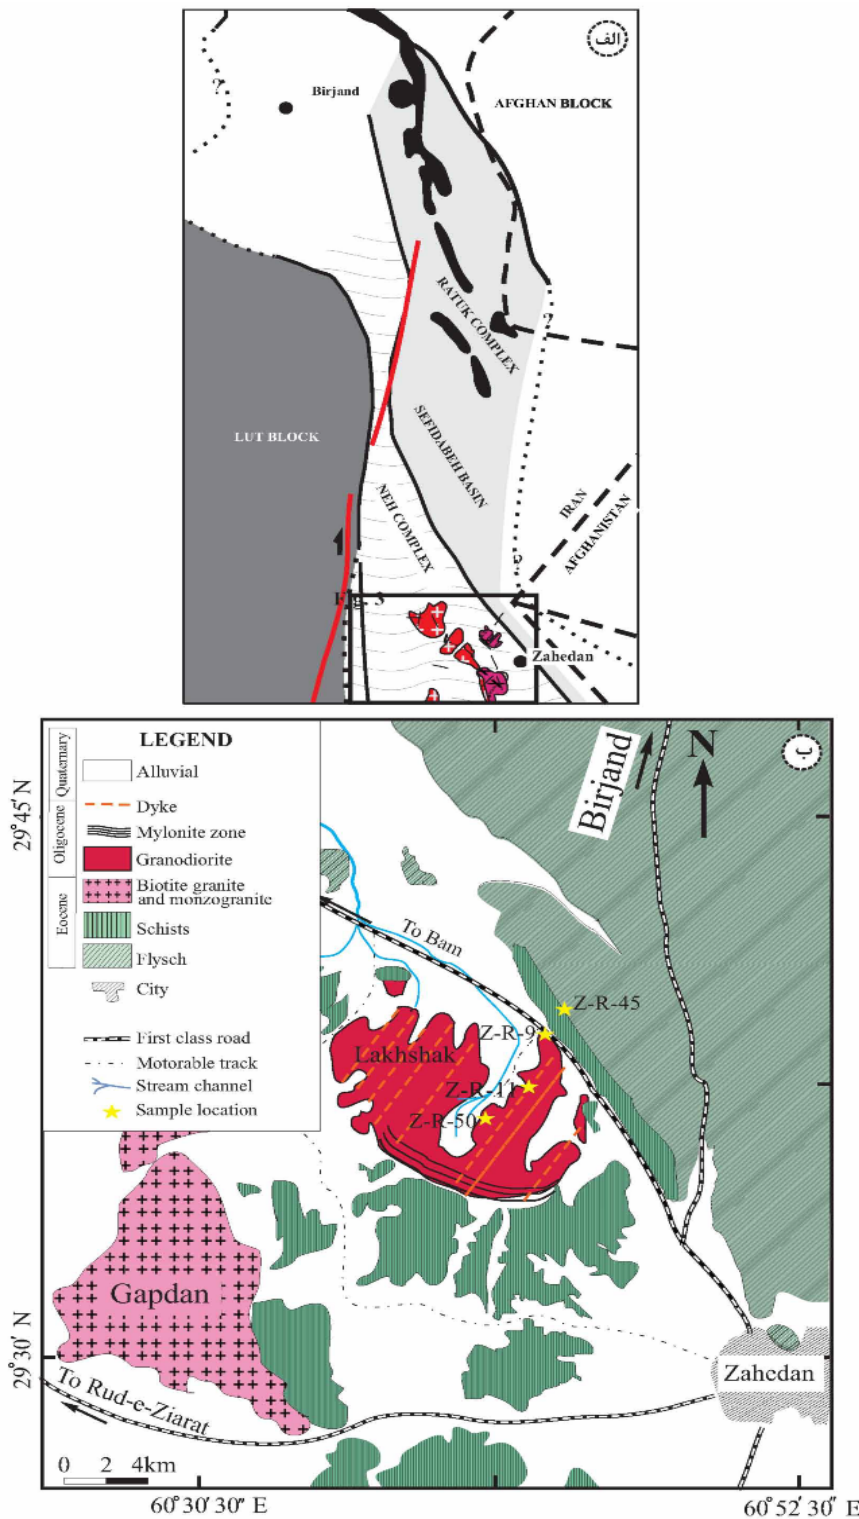 الف
Birjand
AFGHAN BLOCK
?
RATUK COMPLEX
?
LUT BLOCK
SEFIDABEH BASIN
NEH COMPLEX
IRAN
AFGHANISTAN
?
Fig. 3
Zahedan
ب
LEGEND
Quaternary
Oligocene
Eocene
Alluvial
Dyke
Mylonite zone
Granodiorite
Biotite granite
and monzogranite
Schists
Flysch
City
First class road
Motorable track
Stream channel
Sample location
Birjand
N
29°45' N
To Bam
Z-R-45
Z-R-9
Lakhshak
Z-R-11
Z-R-50
Gapdan
29°30' N
Zahedan
To Rud-e-Ziarat
0 2 4km
60°30'30" E
60°52'30" E